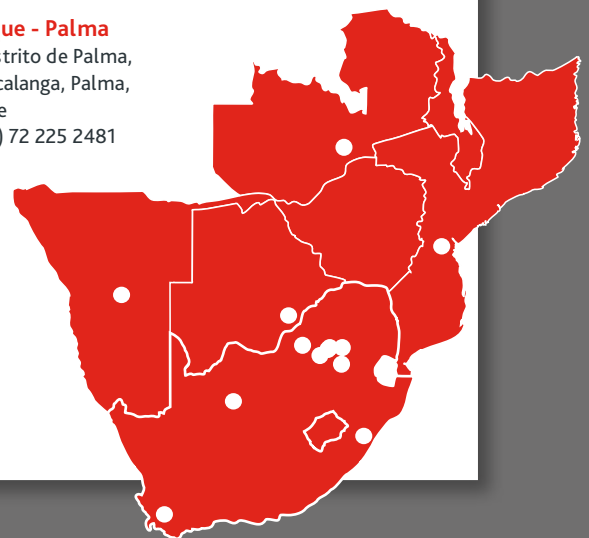 ue - Palma
strito de Palma,
calanga, Palma,
e
) 72 225 2481